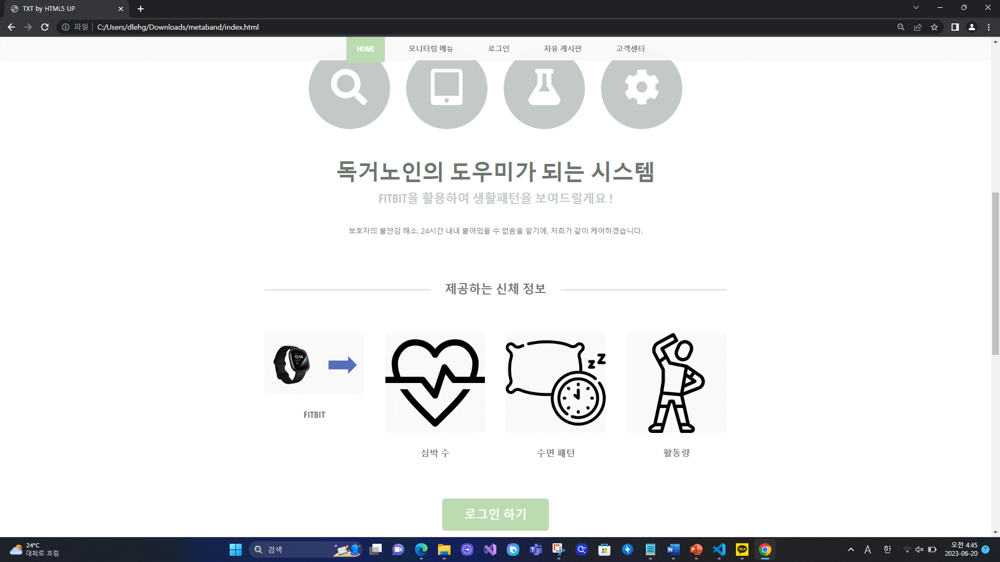 TXT by HTML5 UP
파일
C:/Users/dlehg/Downloads/metaband/index.html
HOME
모니터링 메뉴
로그인
자유 게시판
고객센터
독거노인의 도우미가 되는 시스템
FITBIT을 활용하여 생활패턴을 보여드릴게요 !
보호자의 불안감 해소, 24시간 내내 붙어있을 수 없음을 알기에, 저희가 같이 케어하겠습니다.
제공하는 신체 정보
12:58
zZ
FITBIT
심박 수
수면 패턴
활동량
로그인 하기
24°C
대체로 흐림
검색
TALK
A
한
오전 4:45
2023-06-20
7